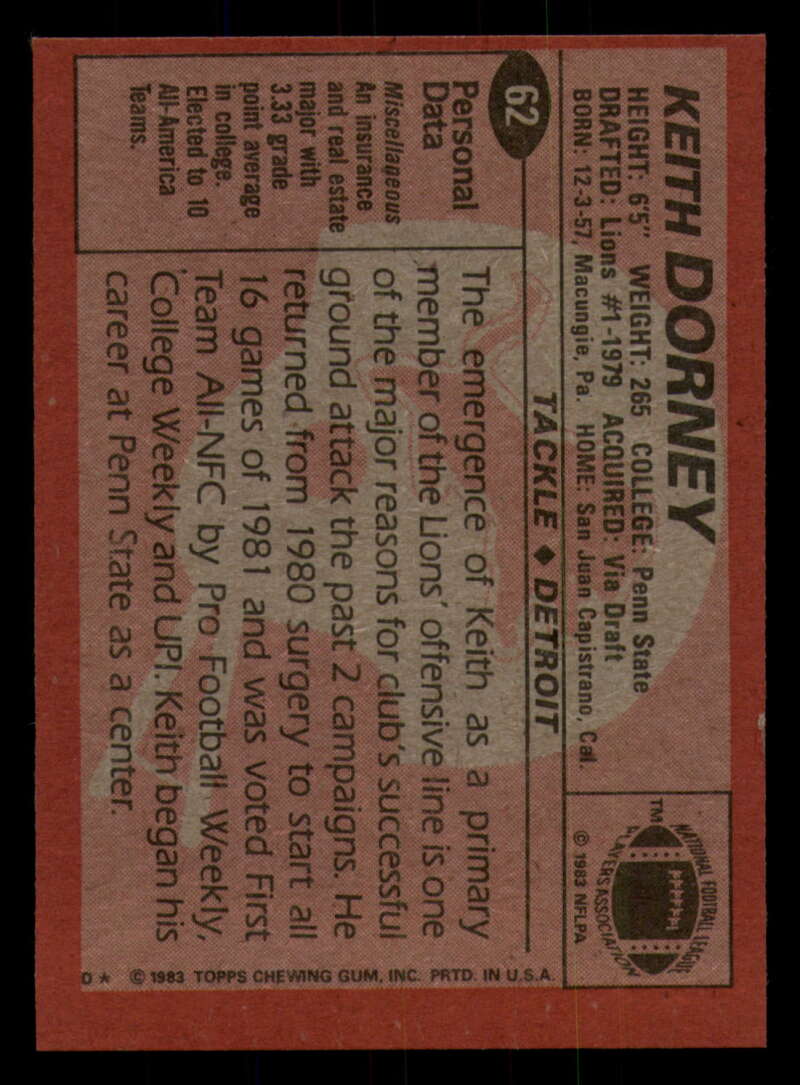 KEITH DORNEY
HEIGHT: 6'5" WEIGHT: 265 COLLEGE: Penn State
DRAFTED: Lions #1-1979 ACQUIRED: Via Draft
BORN: 12-3-57, Macungie, Pa. HOME: San Juan Capistrano, Cal.
NATIONAL FOOTBALL LEAGUE
PLAYERS ASSOCIATION
TM
© 1983 NFLPA
62
TACKLE ♦ DETROIT
Personal
Data
Miscellaneous
An insurance
and real estate
major with
3.33 grade
point average
in college.
Elected to 10
All-America
Teams.
The emergence of Keith as a primary
member of the Lions' offensive line is one
of the major reasons for club's successful
ground attack the past 2 campaigns. He
returned from 1980 surgery to start all
16 games of 1981 and was voted First
Team All-NFC by Pro Football Weekly,
College Weekly and UPI. Keith began his
career at Penn State as a center.
D * © 1983 TOPPS CHEWING GUM, INC. PRTD. IN U.S.A.